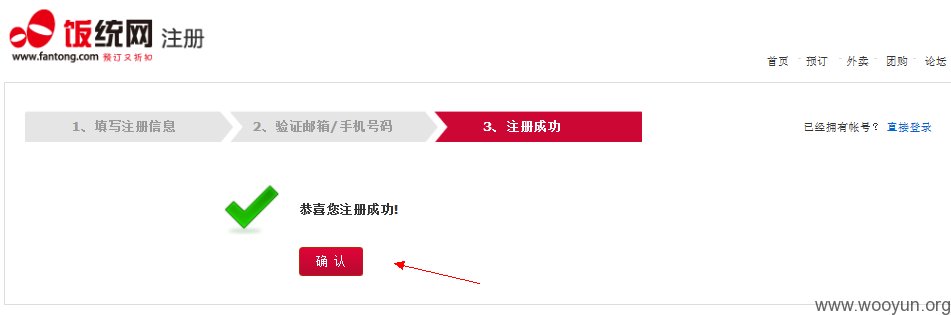 饭统网 注册
www.fantong.com 预订又折扣
首页 预订 外卖 团购 论坛
1、填写注册信息 2、验证邮箱/手机号码 3、注册成功
已经拥有帐号？ 直接登录
恭喜您注册成功!
确 认
www.wooyun.org